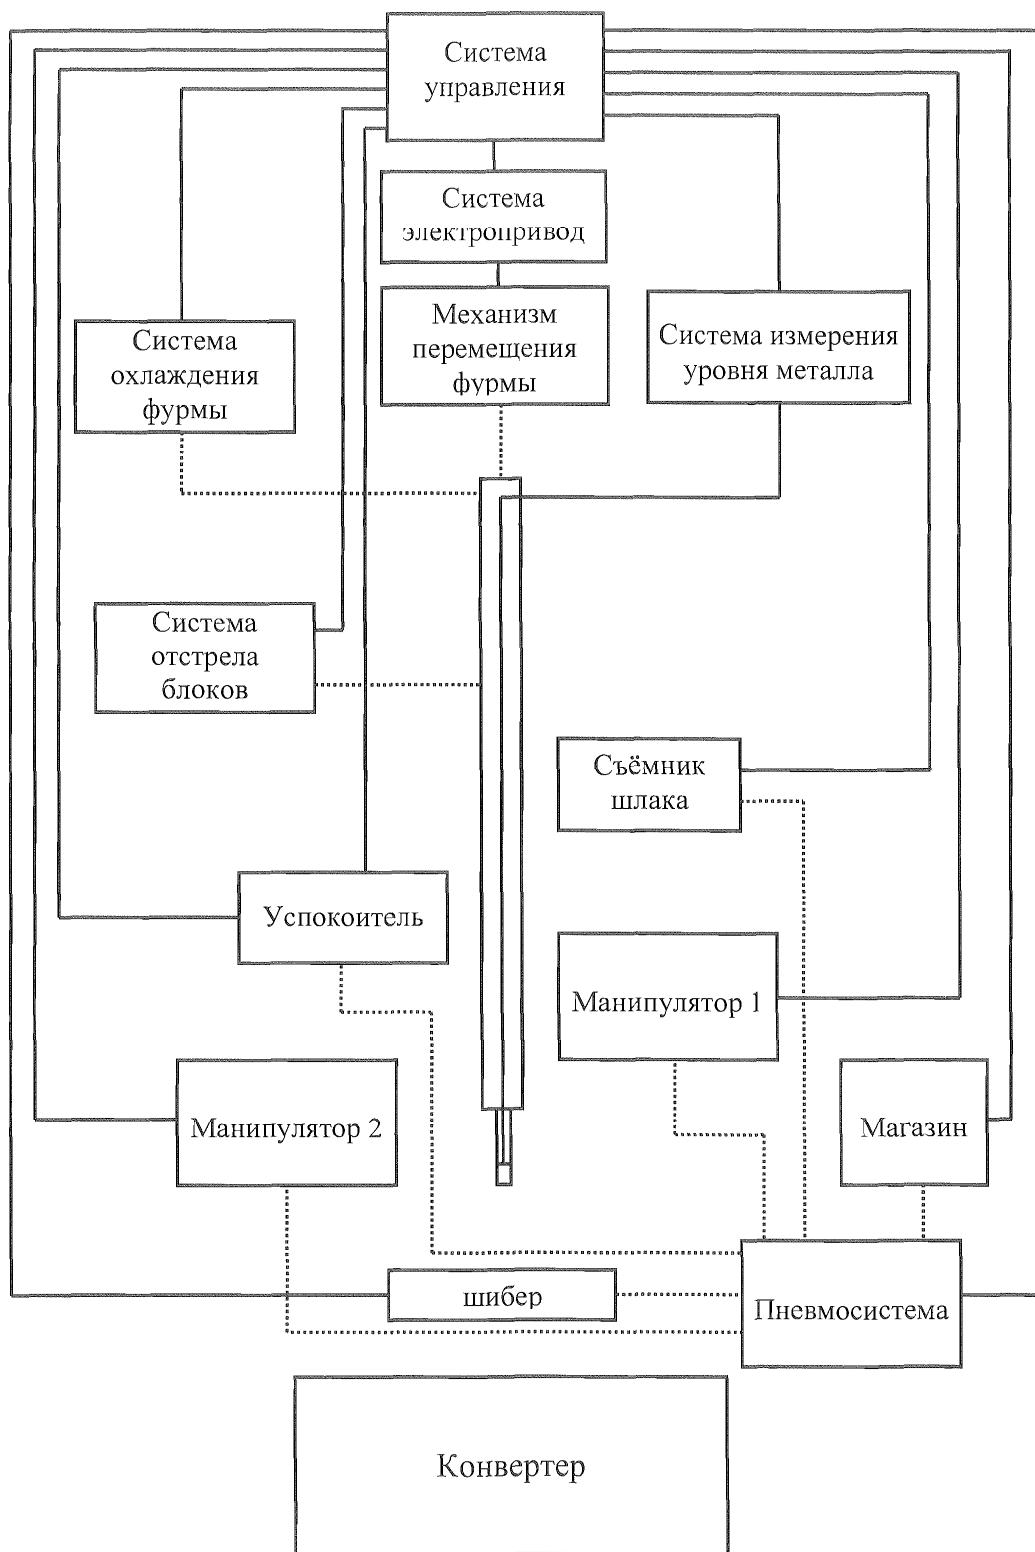 Система
управления
Система
электропривод
Механизм
перемещения
фурмы
Система измерения
уровня металла
Система
охлаждения
фурмы
Система
отстрела
блоков
Съёмник
шлака
Успокоитель
Манипулятор 1
Манипулятор 2
Магазин
шибер
Пневмосистема
Конвертер